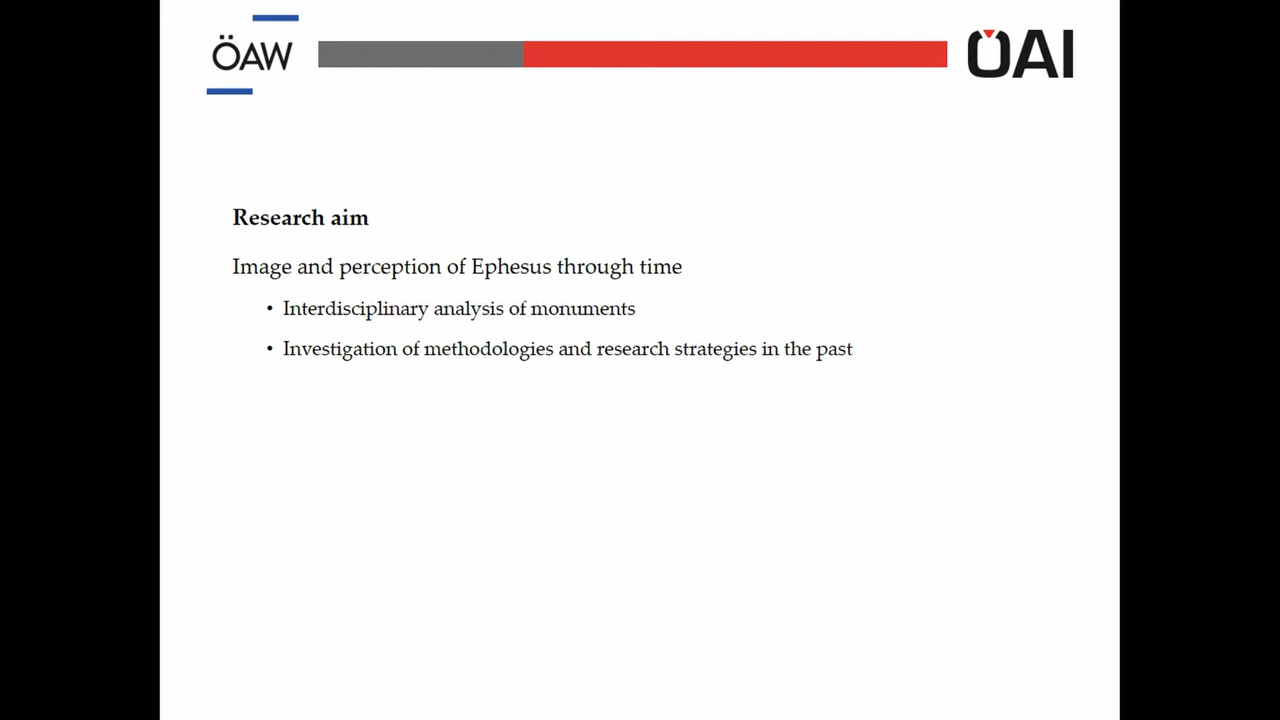 ÖAW
ÖAI
Research aim
Image and perception of Ephesus through time
• Interdisciplinary analysis of monuments
• Investigation of methodologies and research strategies in the past